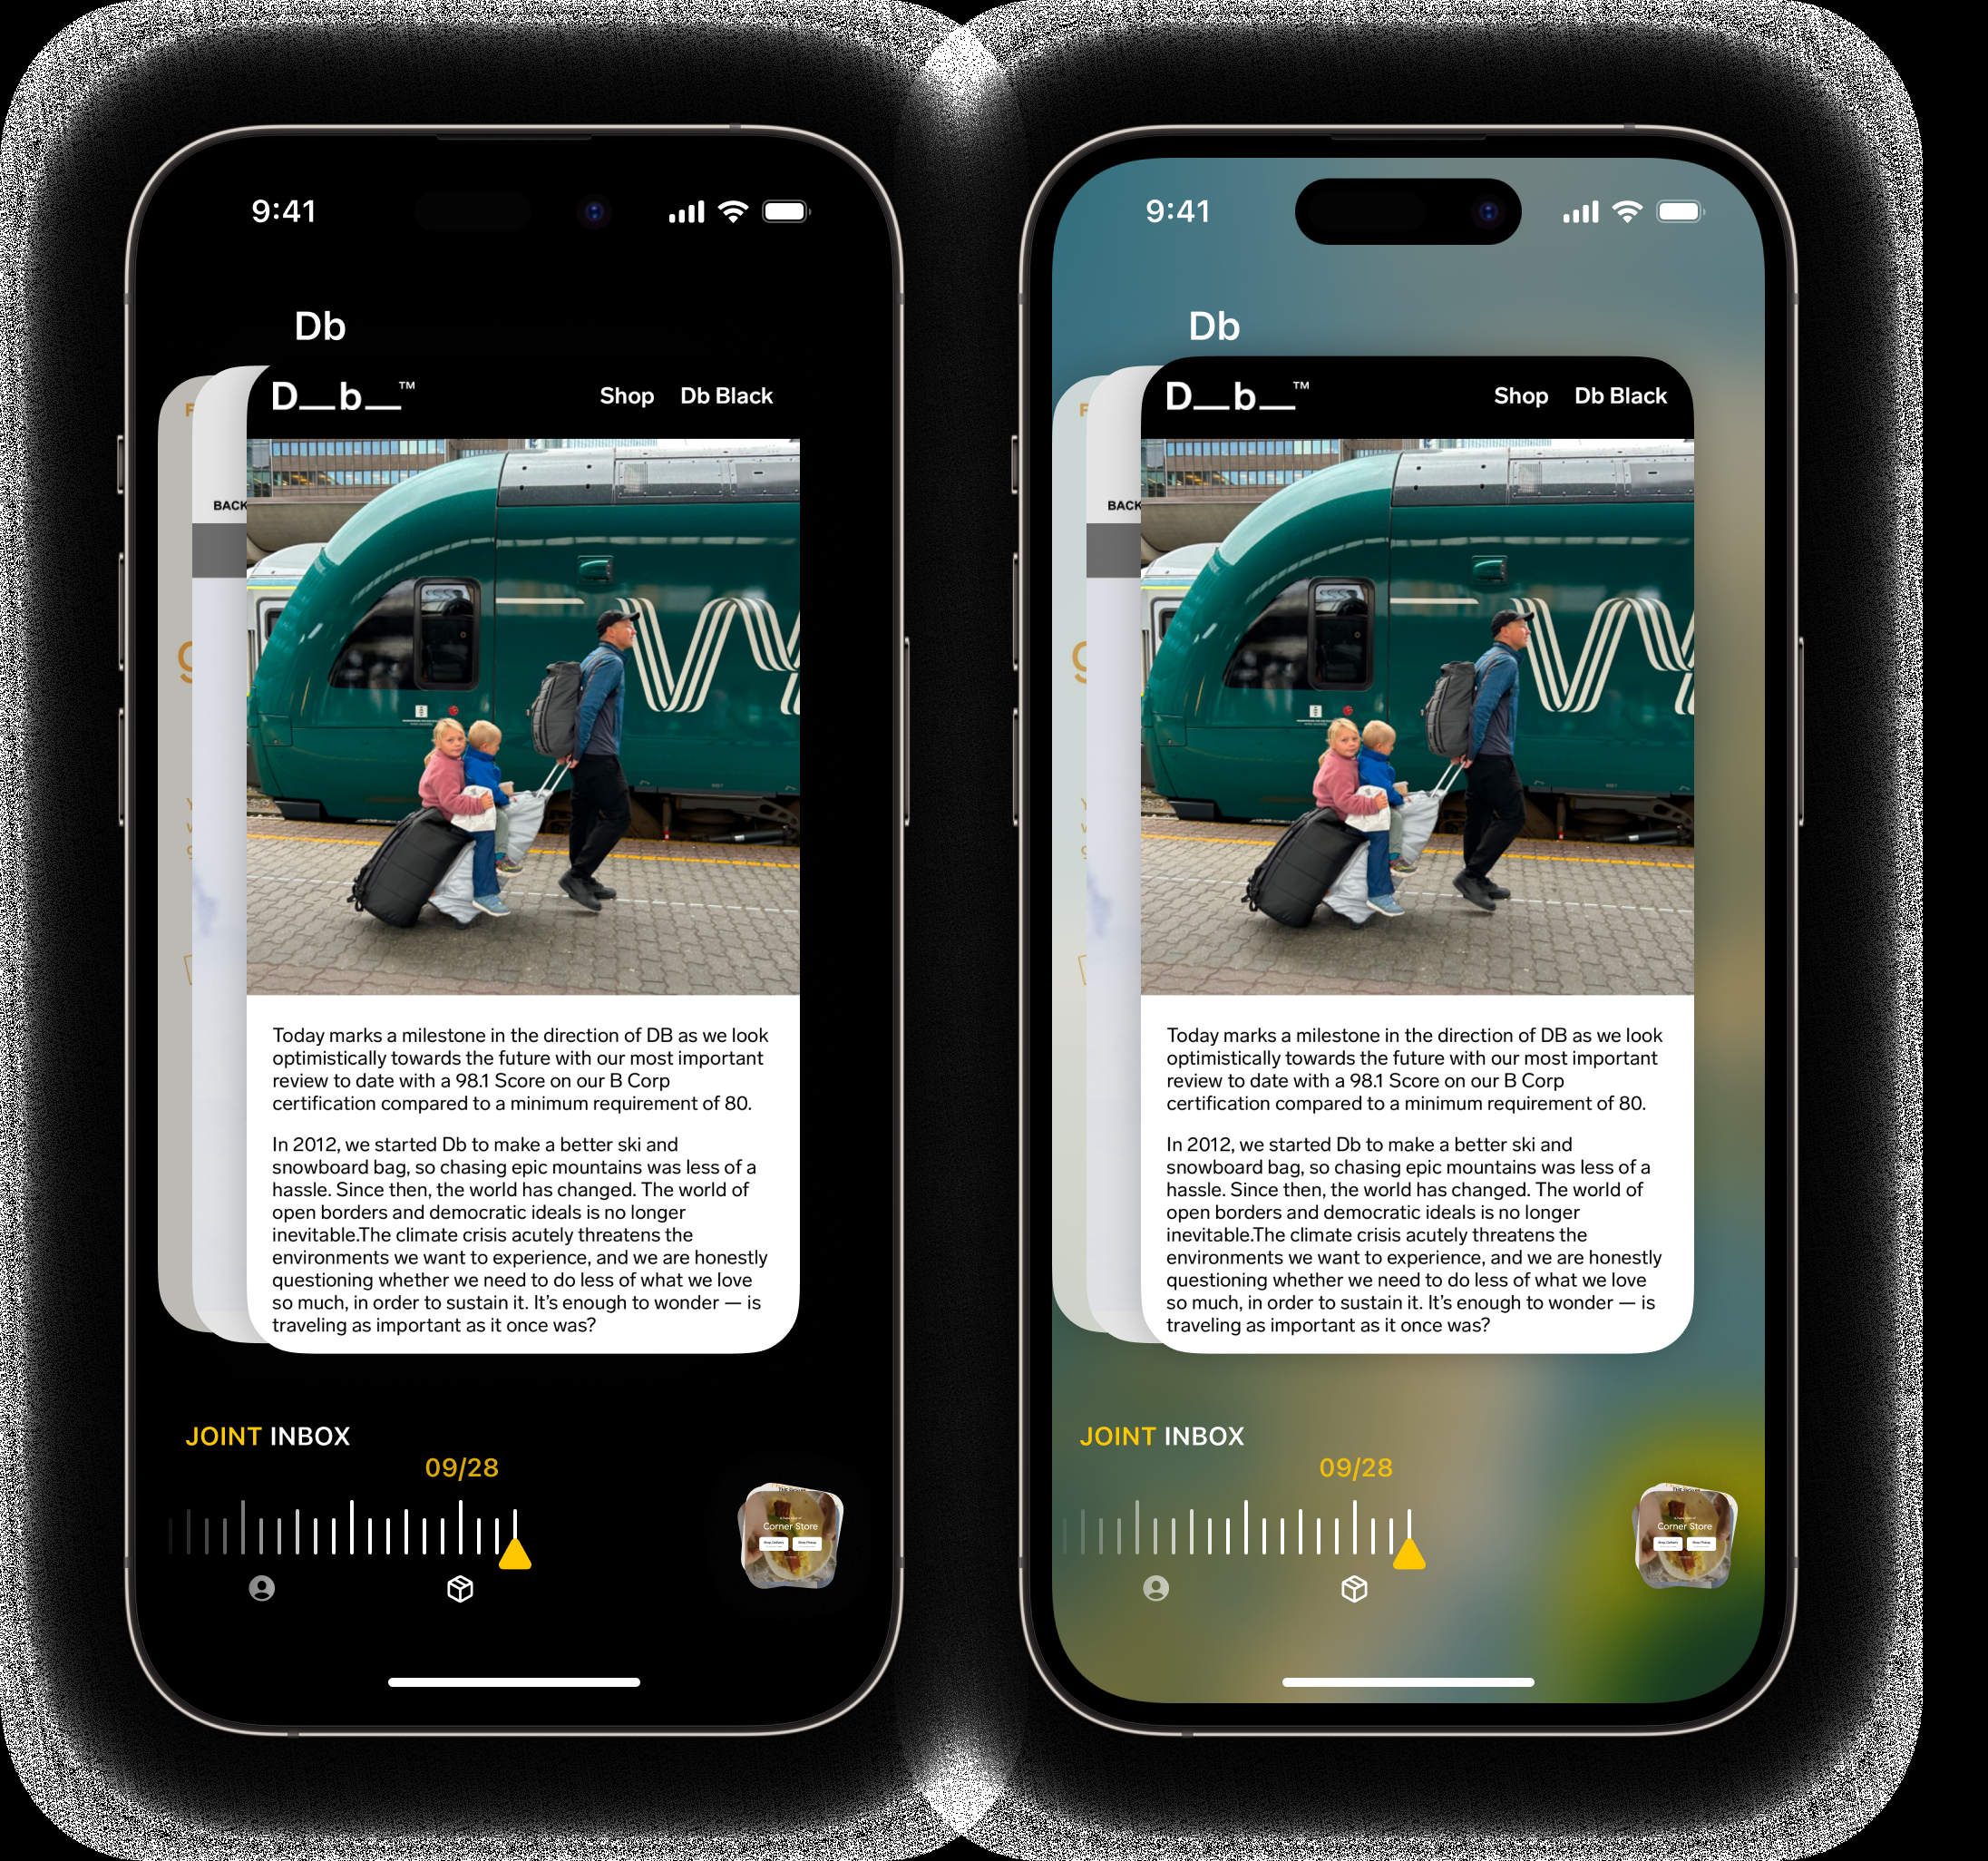 9:41
Db
D__b__™ Shop Db Black
BACK
Today marks a milestone in the direction of DB as we look
optimistically towards the future with our most important
review to date with a 98.1 Score on our B Corp
certification compared to a minimum requirement of 80.
In 2012, we started Db to make a better ski and
snowboard bag, so chasing epic mountains was less of a
hassle. Since then, the world has changed. The world of
open borders and democratic ideals is no longer
inevitable.The climate crisis acutely threatens the
environments we want to experience, and we are honestly
questioning whether we need to do less of what we love
so much, in order to sustain it. It’s enough to wonder — is
traveling as important as it once was?
JOINT INBOX
09/28
Corner Store
9:41
Db
D__b__™ Shop Db Black
BACK
Today marks a milestone in the direction of DB as we look
optimistically towards the future with our most important
review to date with a 98.1 Score on our B Corp
certification compared to a minimum requirement of 80.
In 2012, we started Db to make a better ski and
snowboard bag, so chasing epic mountains was less of a
hassle. Since then, the world has changed. The world of
open borders and democratic ideals is no longer
inevitable.The climate crisis acutely threatens the
environments we want to experience, and we are honestly
questioning whether we need to do less of what we love
so much, in order to sustain it. It’s enough to wonder — is
traveling as important as it once was?
JOINT INBOX
09/28
Corner Store